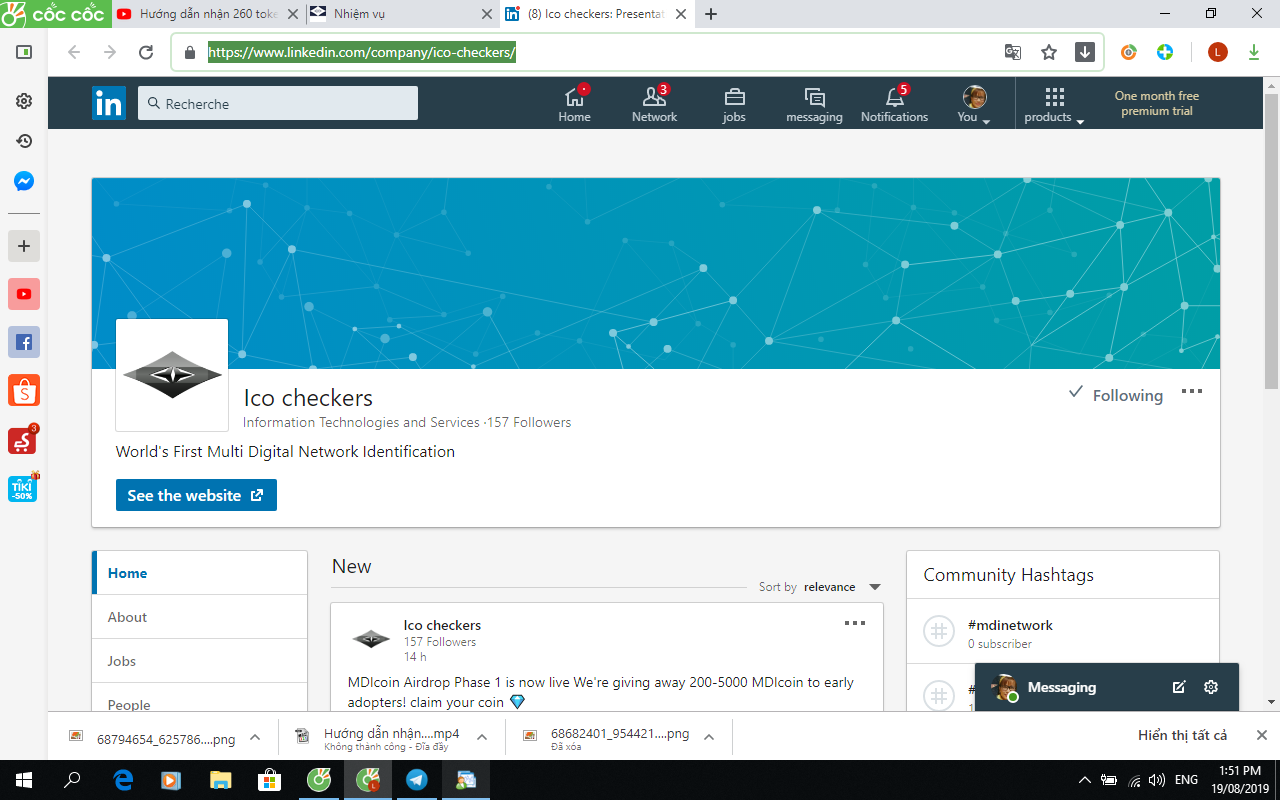 cốc cốc
Hướng dẫn nhận 260 toke
Nhiệm vụ
(8) Ico checkers: Presentat
https://www.linkedin.com/company/ico-checkers/
L
in
Recherche
Home
3
Network
jobs
messaging
5
Notifications
You
products
One month free
premium trial
Ico checkers
Information Technologies and Services ·157 Followers
Following
World's First Multi Digital Network Identification
See the website
3
TIKI
-50%
Home
About
Jobs
People
New
Sort by relevance
Ico checkers
157 Followers
14 h
MDIcoin Airdrop Phase 1 is now live We're giving away 200-5000 MDIcoin to early
adopters! claim your coin 💎
Community Hashtags
#mdinetwork
0 subscriber
Messaging
68794654_625786....png
Hướng dẫn nhận....mp4
Không thành công - Đĩa đầy
68682401_954421....png
Đã xóa
Hiển thị tất cả
ENG
1:51 PM
19/08/2019